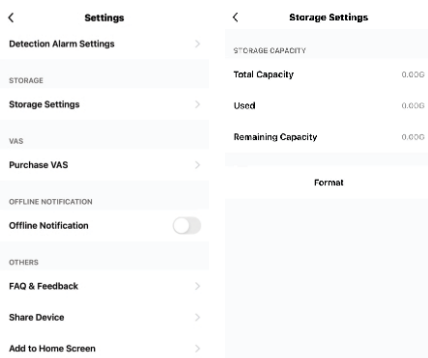 Settings
Detection Alarm Settings
STORAGE
Storage Settings
VAS
Purchase VAS
OFFLINE NOTIFICATION
Offline Notification
OTHERS
FAQ & Feedback
Share Device
Add to Home Screen
Storage Settings
STORAGE CAPACITY
Total Capacity 0.00G
Used 0.00G
Remaining Capacity 0.00G
Format